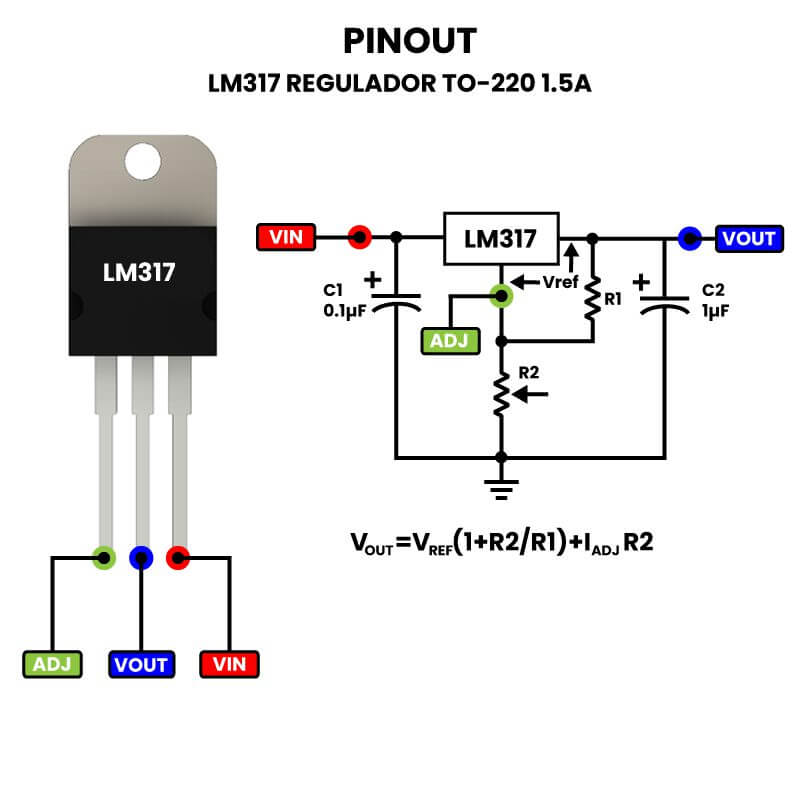 PINOUT
LM317 REGULADOR TO-220 1.5A
LM317
VIN
LM317
VOUT
Vref
C1
0.1µF
+
R1
+
C2
1µF
ADJ
R2
VOUT=VREF(1+R2/R1)+IADJ R2
ADJ
VOUT
VIN